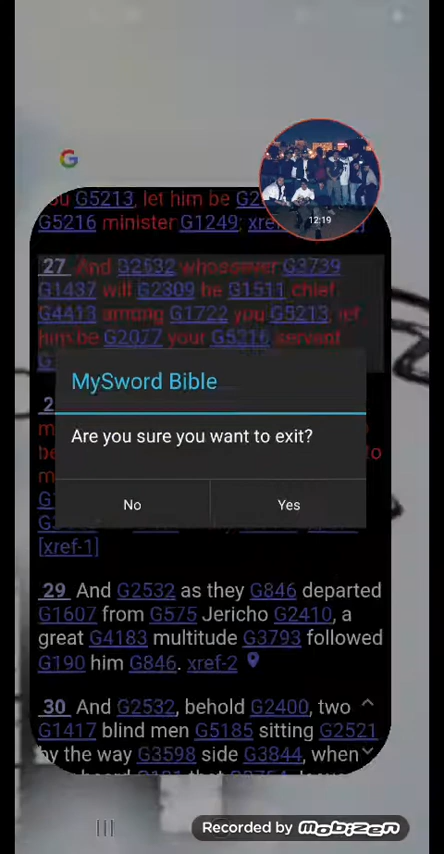 G5213, let him be
G5216 minister G1249;
12:19
27 And G2532 whosoever G3739
G1437 will G2309 be G1511 chief
G4413 among G1722 you G5213, let
him be G2077 your G5216 servant
MySword Bible
Are you sure you want to exit?
No
Yes
[xref-1]
29 And G2532 as they G846 departed
G1607 from G575 Jericho G2410, a
great G4183 multitude G3793 followed
G190 him G846. xref-2
30 And G2532, behold G2400, two
G1417 blind men G5185 sitting G2521
by the way G3598 side G3844, when
Recorded by Mobizen